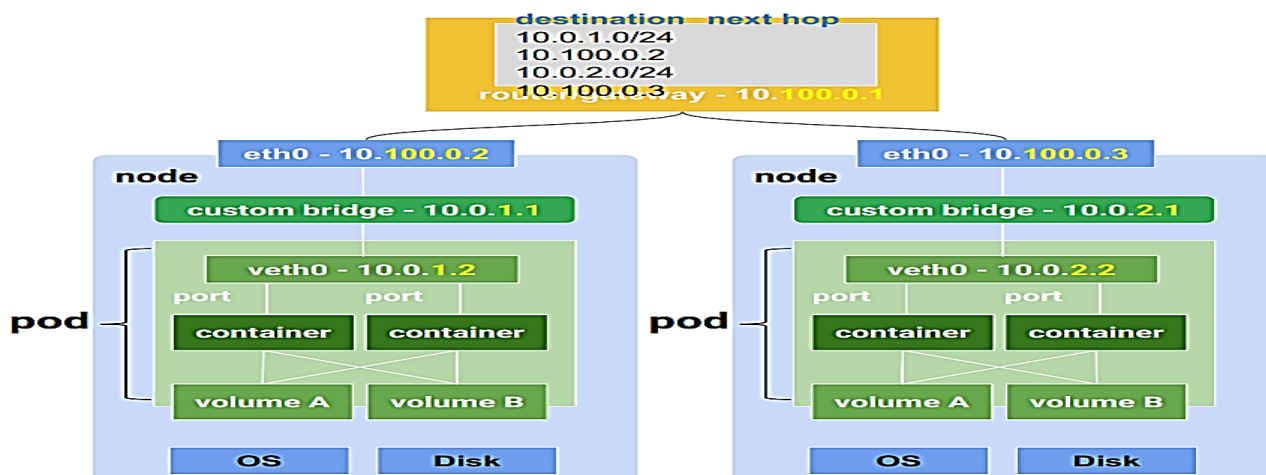 destination next hop
10.0.1.0/24
10.100.0.2
10.0.2.0/24
10.100.0.3
router/gateway - 10.100.0.1
eth0 - 10.100.0.2
eth0 - 10.100.0.3
node
node
custom bridge - 10.0.1.1
custom bridge - 10.0.2.1
veth0 - 10.0.1.2
veth0 - 10.0.2.2
port port
port port
pod
pod
container container
container container
volume A volume B
volume A volume B
OS Disk
OS Disk